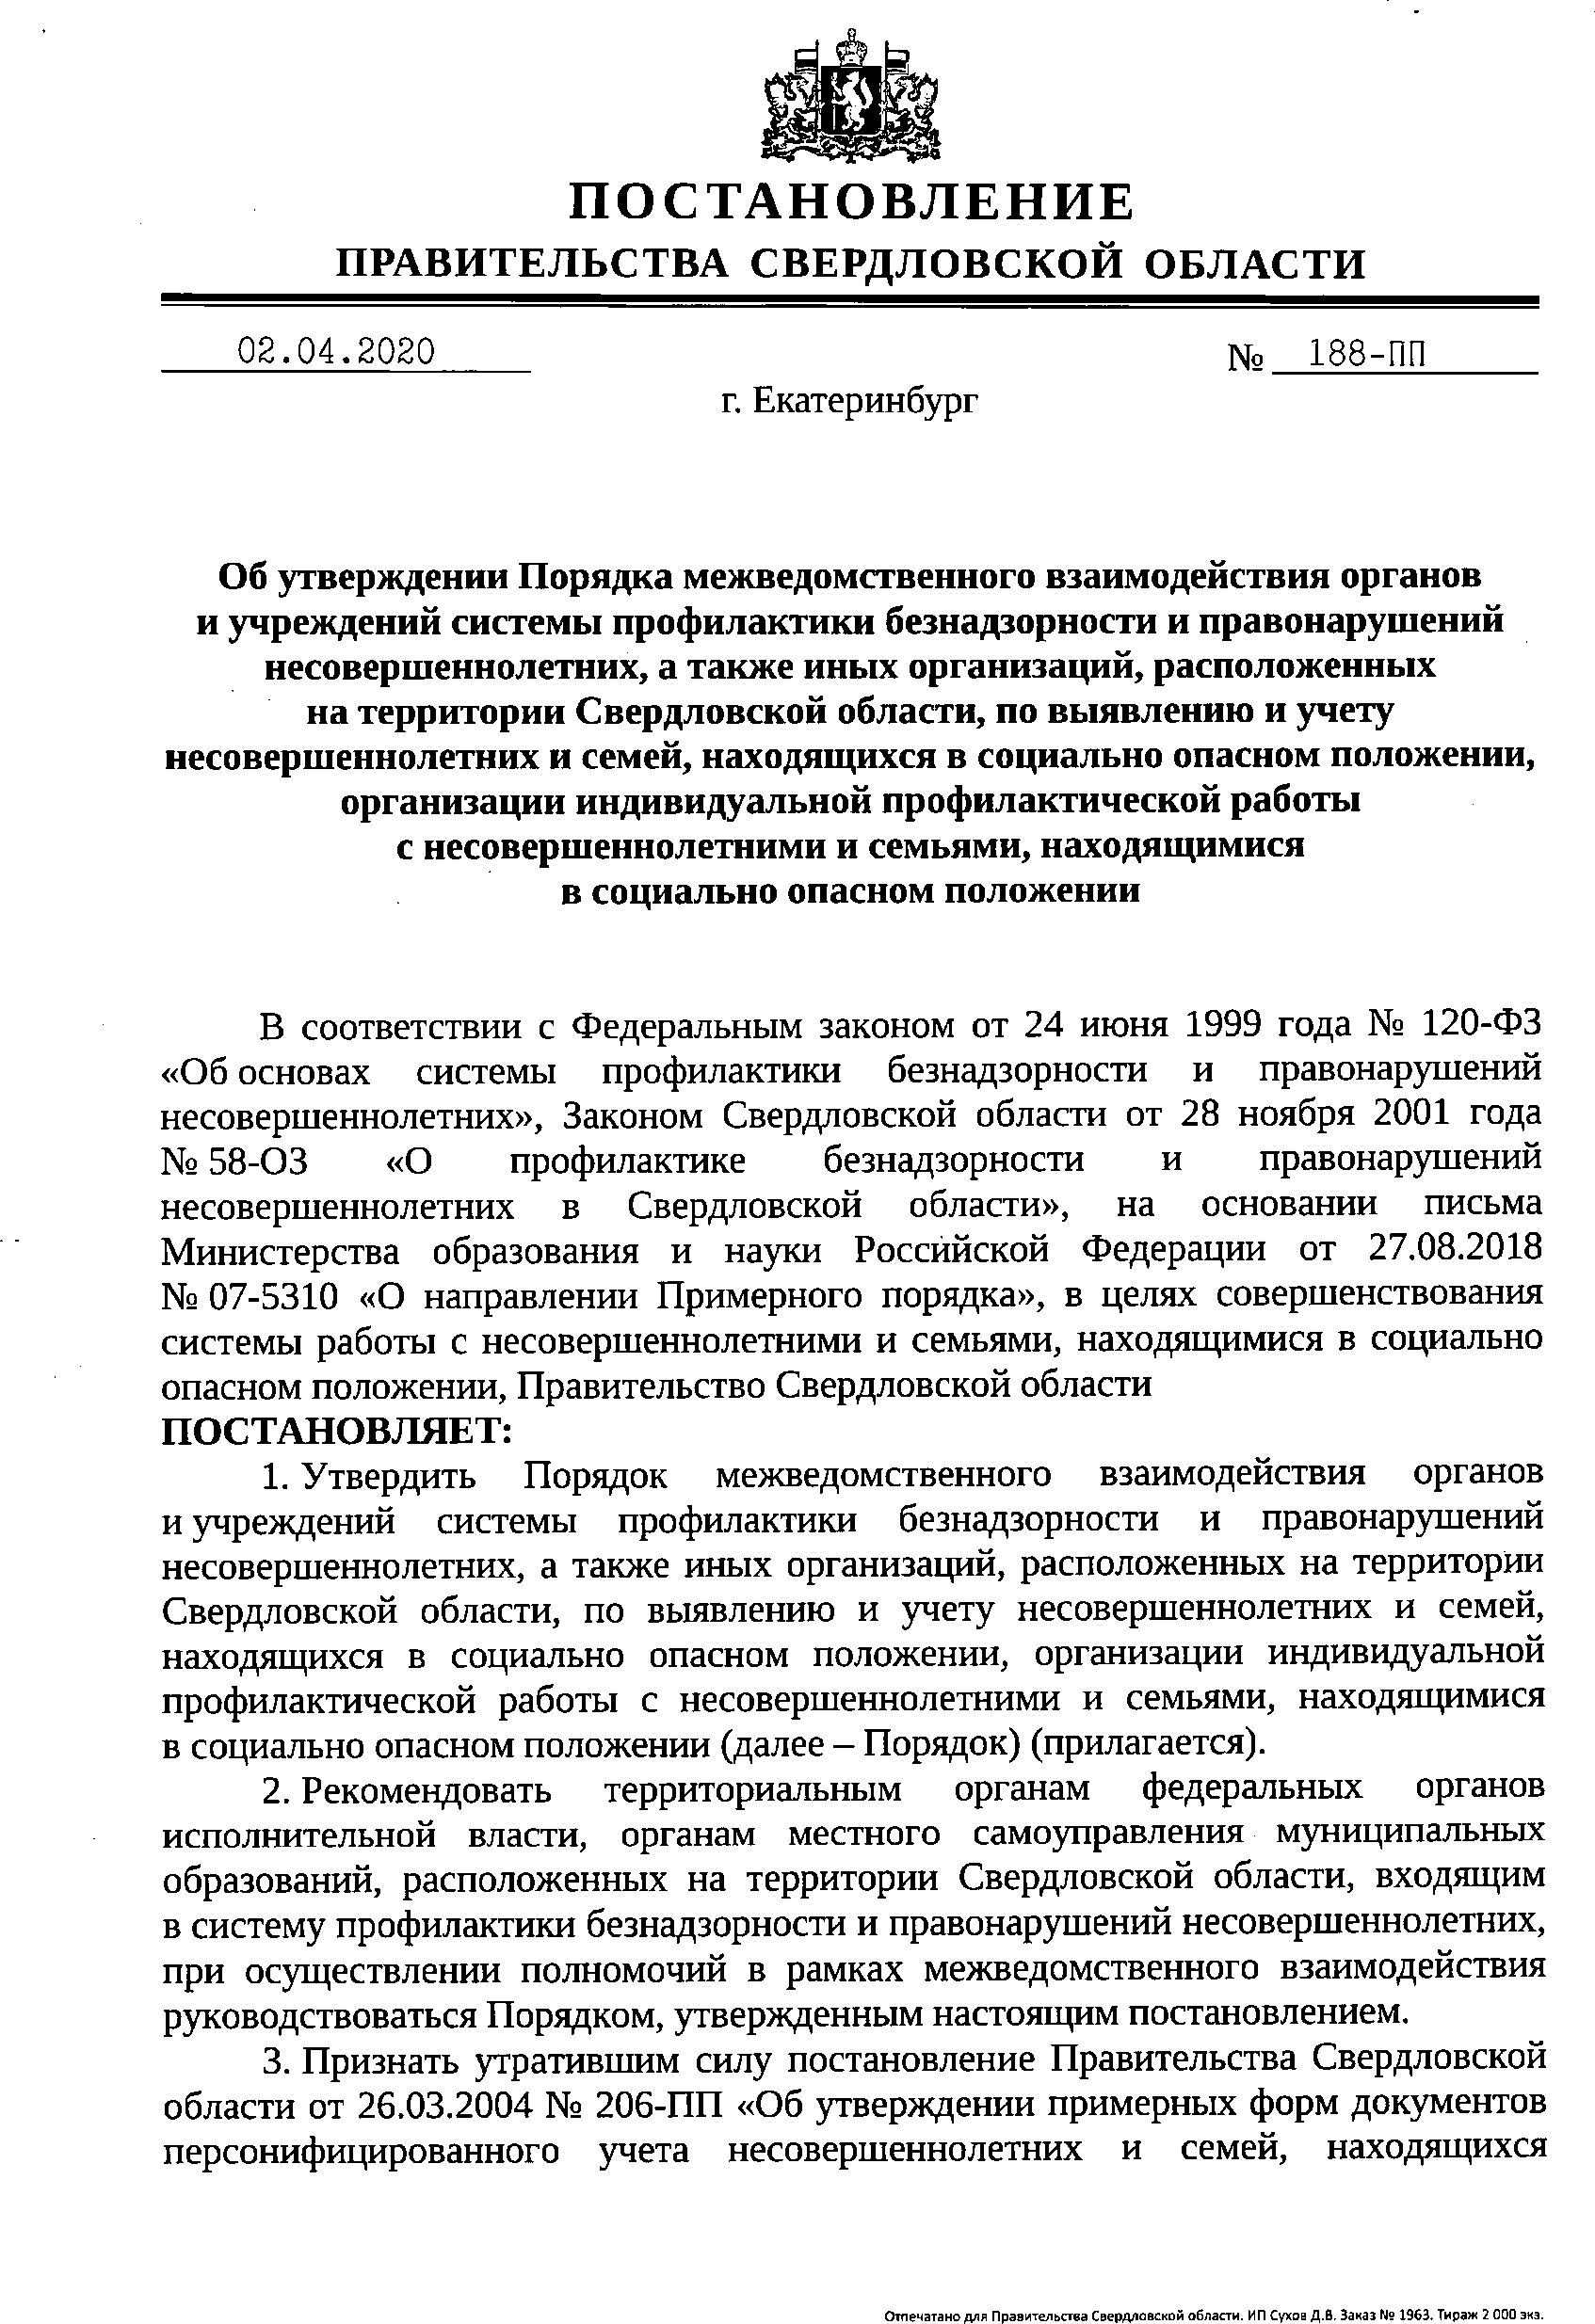 ПОСТАНОВЛЕНИЕ
ПРАВИТЕЛЬСТВА СВЕРДЛОВСКОЙ ОБЛАСТИ
02.04.2020
№ 188-ПП
г. Екатеринбург
Об утверждении Порядка межведомственного взаимодействия органов
и учреждений системы профилактики безнадзорности и правонарушений
несовершеннолетних, а также иных организаций, расположенных
на территории Свердловской области, по выявлению и учету
несовершеннолетних и семей, находящихся в социально опасном положении,
организации индивидуальной профилактической работы
с несовершеннолетними и семьями, находящимися
в социально опасном положении
В соответствии с Федеральным законом от 24 июня 1999 года № 120-ФЗ
«Об основах системы профилактики безнадзорности и правонарушений
несовершеннолетних», Законом Свердловской области от 28 ноября 2001 года
№ 58-ОЗ «О профилактике безнадзорности и правонарушений
несовершеннолетних в Свердловской области», на основании письма
Министерства образования и науки Российской Федерации от 27.08.2018
№ 07-5310 «О направлении Примерного порядка», в целях совершенствования
системы работы с несовершеннолетними и семьями, находящимися в социально
опасном положении, Правительство Свердловской области
ПОСТАНОВЛЯЕТ:
1. Утвердить Порядок межведомственного взаимодействия органов
и учреждений системы профилактики безнадзорности и правонарушений
несовершеннолетних, а также иных организаций, расположенных на территории
Свердловской области, по выявлению и учету несовершеннолетних и семей,
находящихся в социально опасном положении, организации индивидуальной
профилактической работы с несовершеннолетними и семьями, находящимися
в социально опасном положении (далее – Порядок) (прилагается).
2. Рекомендовать территориальным органам федеральных органов
исполнительной власти, органам местного самоуправления муниципальных
образований, расположенных на территории Свердловской области, входящим
в систему профилактики безнадзорности и правонарушений несовершеннолетних,
при осуществлении полномочий в рамках межведомственного взаимодействия
руководствоваться Порядком, утвержденным настоящим постановлением.
3. Признать утратившим силу постановление Правительства Свердловской
области от 26.03.2004 № 206-ПП «Об утверждении примерных форм документов
персонифицированного учета несовершеннолетних и семей, находящихся
Отпечатано для Правительства Свердловской области. ИП Сухов Д.В. Заказ № 1963. Тираж 2 000 экз.